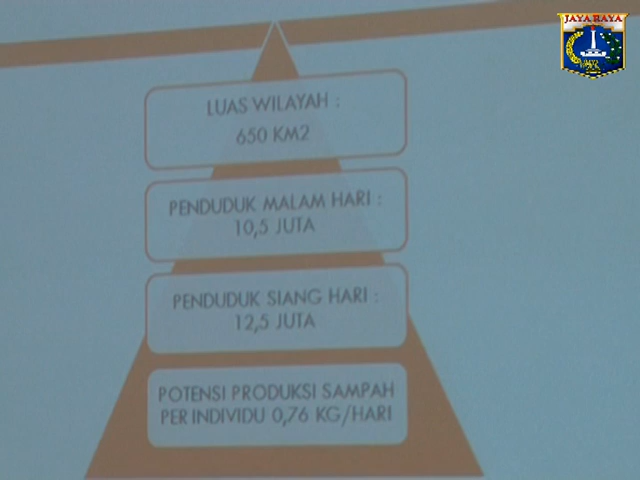 JAYA RAYA
LUAS WILAYAH :
650 KM2
PENDUDUK MALAM HARI :
10,5 JUTA
PENDUDUK SIANG HARI :
12,5 JUTA
POTENSI PRODUKSI SAMPAH
PER INDIVIDU 0,76 KG/HARI